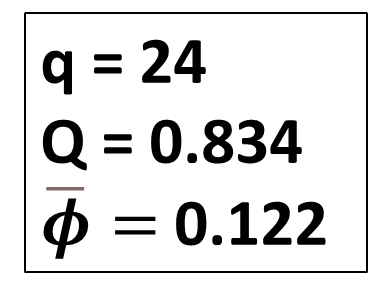 q = 24
Q = 0.834
ϕ̅ = 0.122